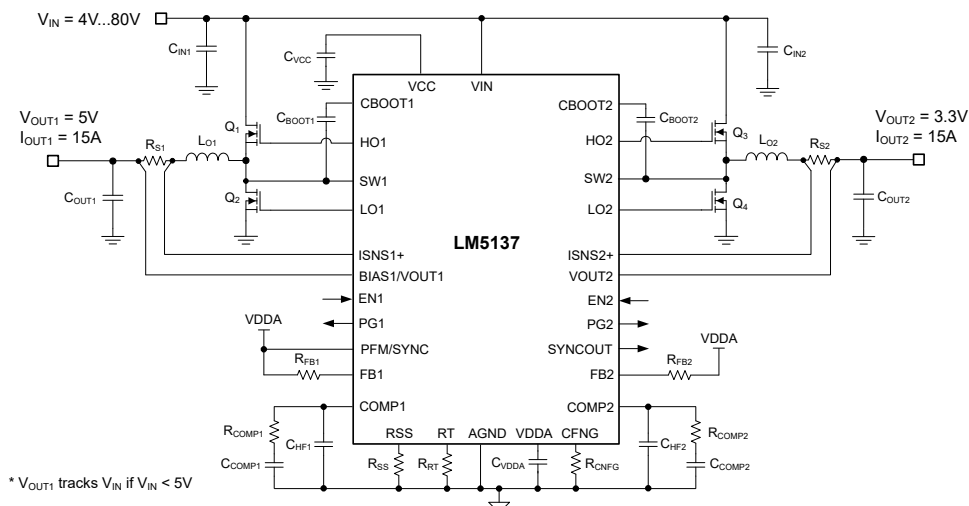 V_IN = 4V...80V
C_IN1
C_VCC
C_IN2
VCC
VIN
V_OUT1 = 5V
I_OUT1 = 15A
V_OUT2 = 3.3V
I_OUT2 = 15A
CBOOT1
CBOOT2
C_BOOT1
C_BOOT2
Q_1
Q_3
HO1
HO2
R_S1
L_O1
L_O2
R_S2
SW1
SW2
C_OUT1
Q_2
Q_4
C_OUT2
LO1
LO2
LM5137
ISNS1+
ISNS2+
BIAS1/VOUT1
VOUT2
EN1
EN2
PG1
PG2
VDDA
VDDA
PFM/SYNC
SYNCOUT
R_FB1
R_FB2
FB1
FB2
COMP1
COMP2
R_COMP1
C_HF1
C_COMP1
RSS
RT
AGND
VDDA
CFNG
R_SS
R_RT
C_VDDA
R_CNFG
C_HF2
R_COMP2
C_COMP2
* V_OUT1 tracks V_IN if V_IN < 5V